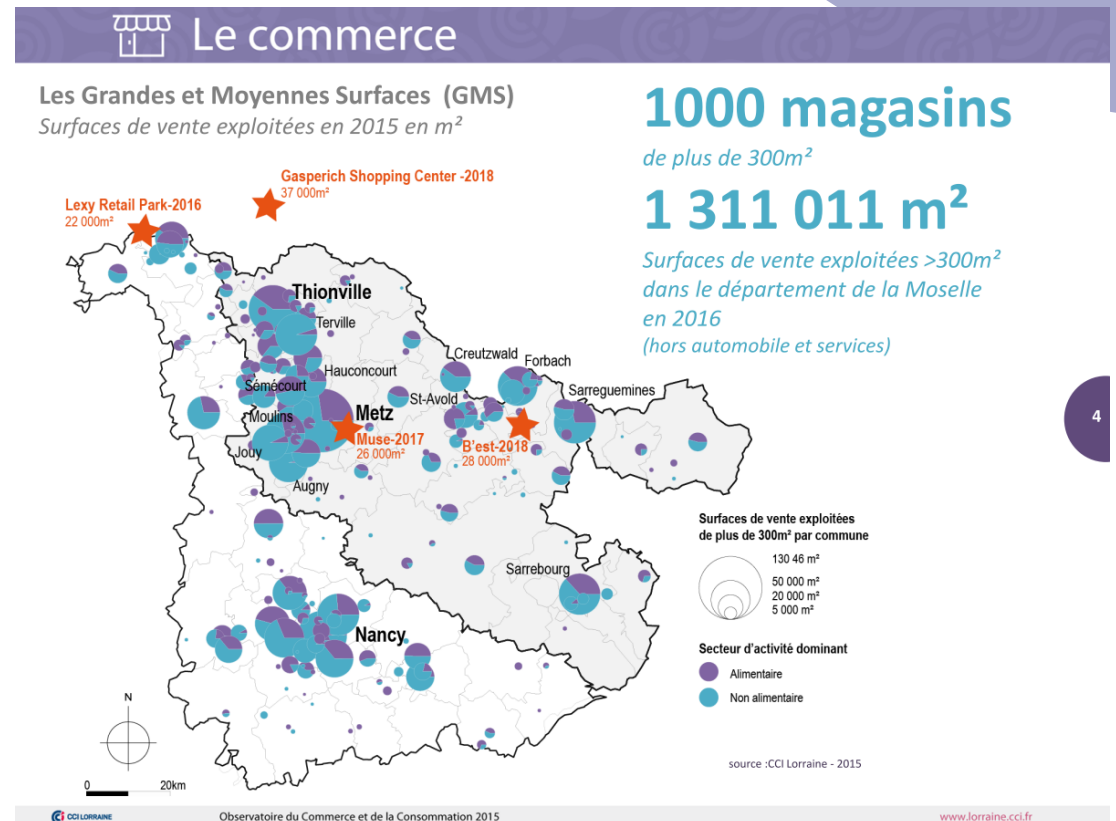 Le commerce
Les Grandes et Moyennes Surfaces (GMS)
Surfaces de vente exploitées en 2015 en m²
1000 magasins
de plus de 300m²
1 311 011 m²
Surfaces de vente exploitées >300m²
dans le département de la Moselle
en 2016
(hors automobile et services)
Gasperich Shopping Center -2018
37 000m²
Lexy Retail Park-2016
22 000m²
Thionville
Terville
Creutzwald
Forbach
Hauconcourt
Sémécourt
St-Avold
Sarreguemines
Metz
Moulins
Muse-2017
26 000m²
B'est-2018
28 000m²
Jouy
Augny
Sarrebourg
Nancy
4
Surfaces de vente exploitées
de plus de 300m² par commune
130 46 m²
50 000 m²
20 000 m²
5 000 m²
Secteur d'activité dominant
Alimentaire
Non alimentaire
N
0 20km
source :CCI Lorraine - 2015
CCI LORRAINE
Observatoire du Commerce et de la Consommation 2015
www.lorraine.cci.fr